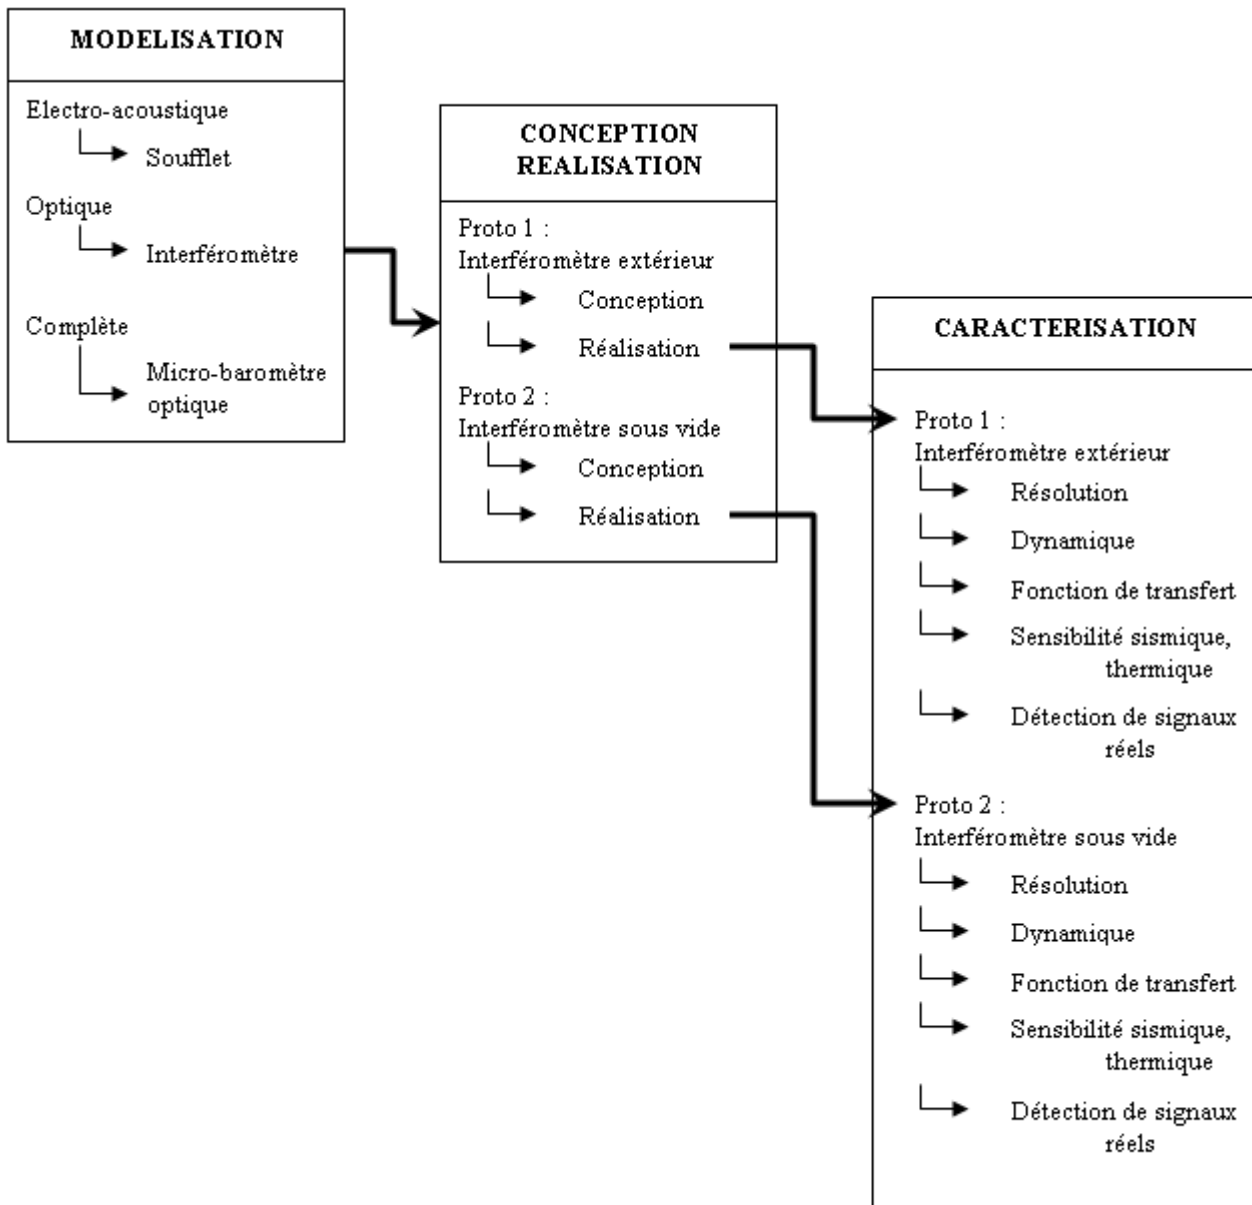 MODELISATION
Electro-acoustique
Soufflet
Optique
Interféromètre
Complète
Micro-baromètre
optique
CONCEPTION
REALISATION
Proto 1 :
Interféromètre extérieur
Conception
Réalisation
Proto 2 :
Interféromètre sous vide
Conception
Réalisation
CARACTERISATION
Proto 1 :
Interféromètre extérieur
Résolution
Dynamique
Fonction de transfert
Sensibilité sismique,
thermique
Détection de signaux
réels
Proto 2 :
Interféromètre sous vide
Résolution
Dynamique
Fonction de transfert
Sensibilité sismique,
thermique
Détection de signaux
réels